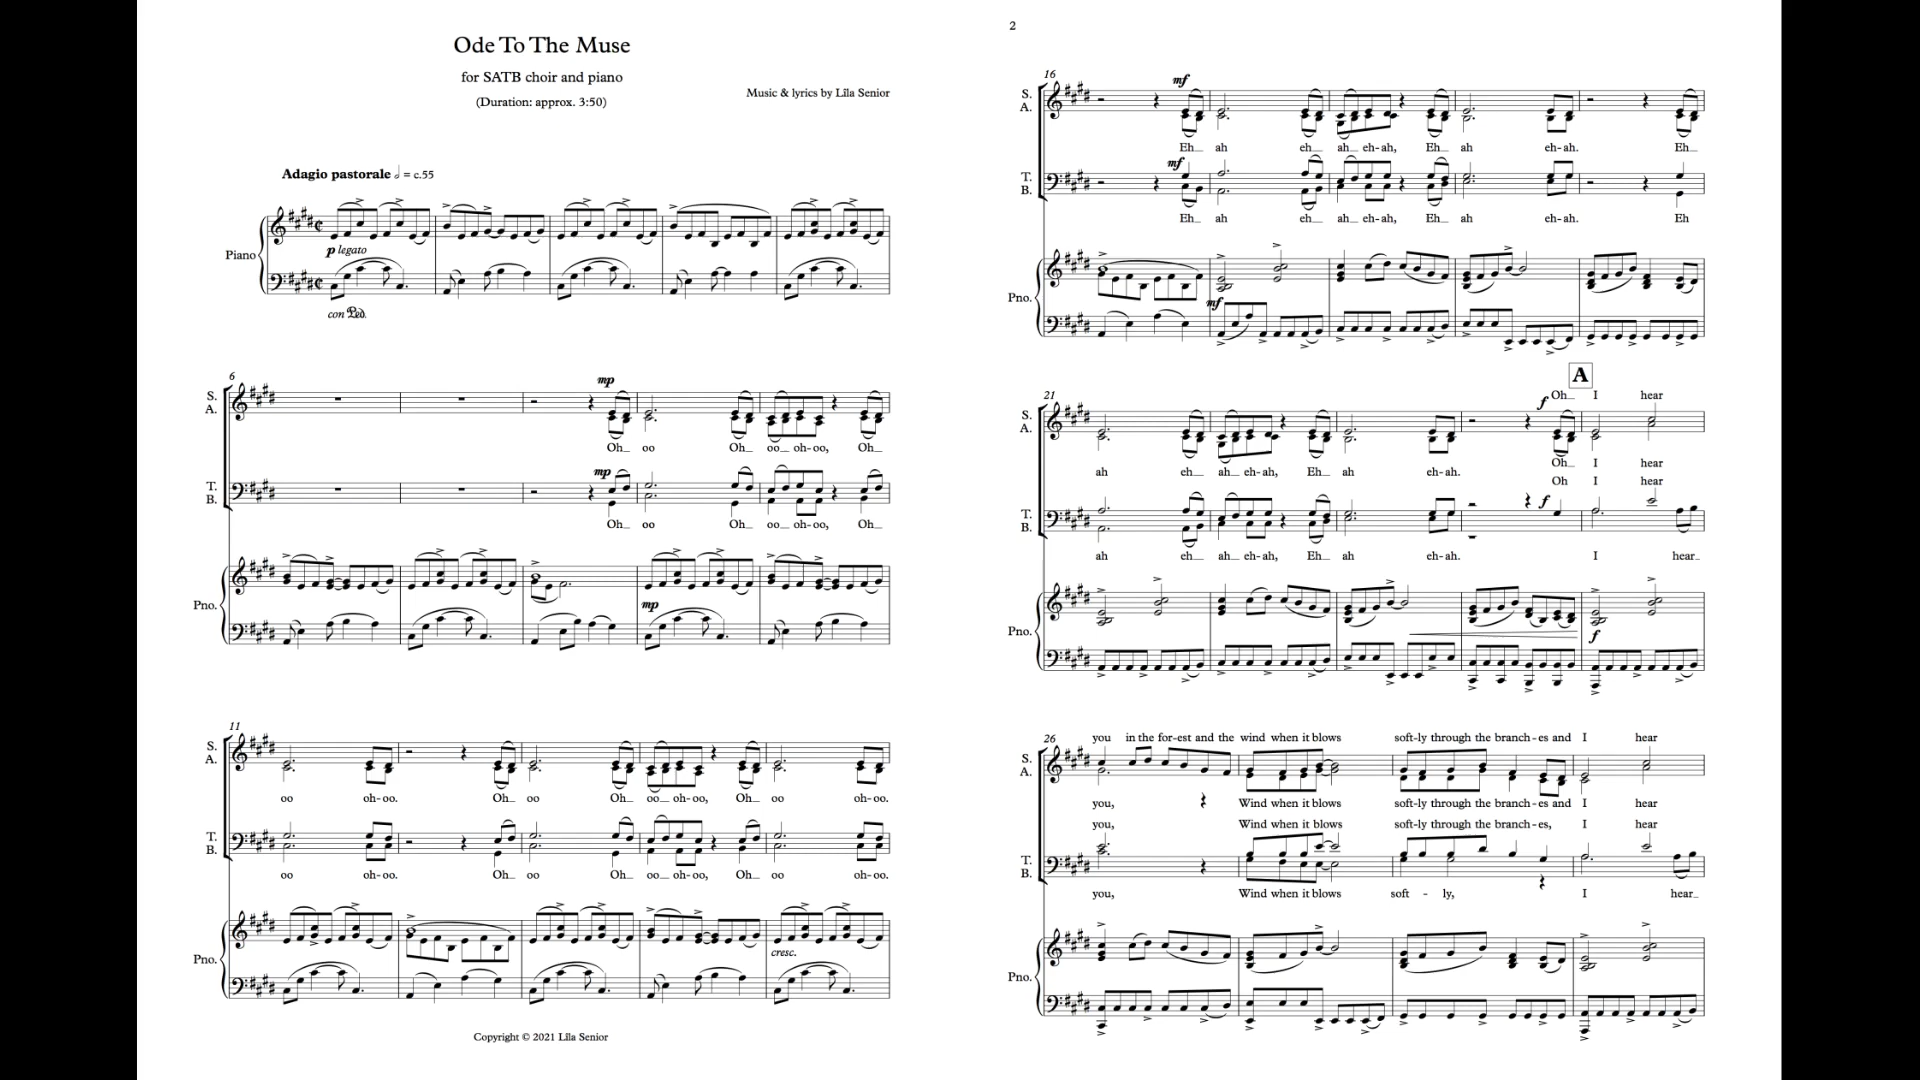 Ode To The Muse
for SATB choir and piano
(Duration: approx. 3:50)
Music & lyrics by Lila Senior
Adagio pastorale 𝅗𝅥 = c.55
Piano
p legato
con Ped.
6
mp
S.
A.
Oh_ oo Oh_ oo_ oh-oo, Oh_
mp
T.
B.
Oh_ oo Oh_ oo_ oh-oo, Oh_
Pno.
mp
11
S.
A.
oo oh-oo. Oh_ oo Oh_ oo_ oh-oo, Oh_ oo oh-oo.
T.
B.
oo oh-oo. Oh_ oo Oh_ oo_ oh-oo, Oh_ oo oh-oo.
Pno.
cresc.
Copyright © 2021 Lila Senior
2
16
mf
S.
A.
Eh_ ah eh_ ah_ eh-ah, Eh_ ah eh-ah. Eh_
mf
T.
B.
Eh_ ah eh_ ah_ eh-ah, Eh_ ah eh-ah. Eh
Pno.
mf
A
21
f Oh_ I hear
S.
A.
Oh_ I hear
ah eh_ ah_ eh-ah, Eh_ ah eh-ah.
Oh I hear
f
T.
B.
ah eh_ ah_ eh-ah, Eh_ ah eh-ah. I hear_
Pno.
f
26
you in the for-est and the wind when it blows soft-ly through the branch-es and I hear
S.
A.
you, Wind when it blows soft-ly through the branch-es and I hear
you, Wind when it blows soft-ly through the branch-es, I hear
T.
B.
you, Wind when it blows soft - ly, I hear_
Pno.